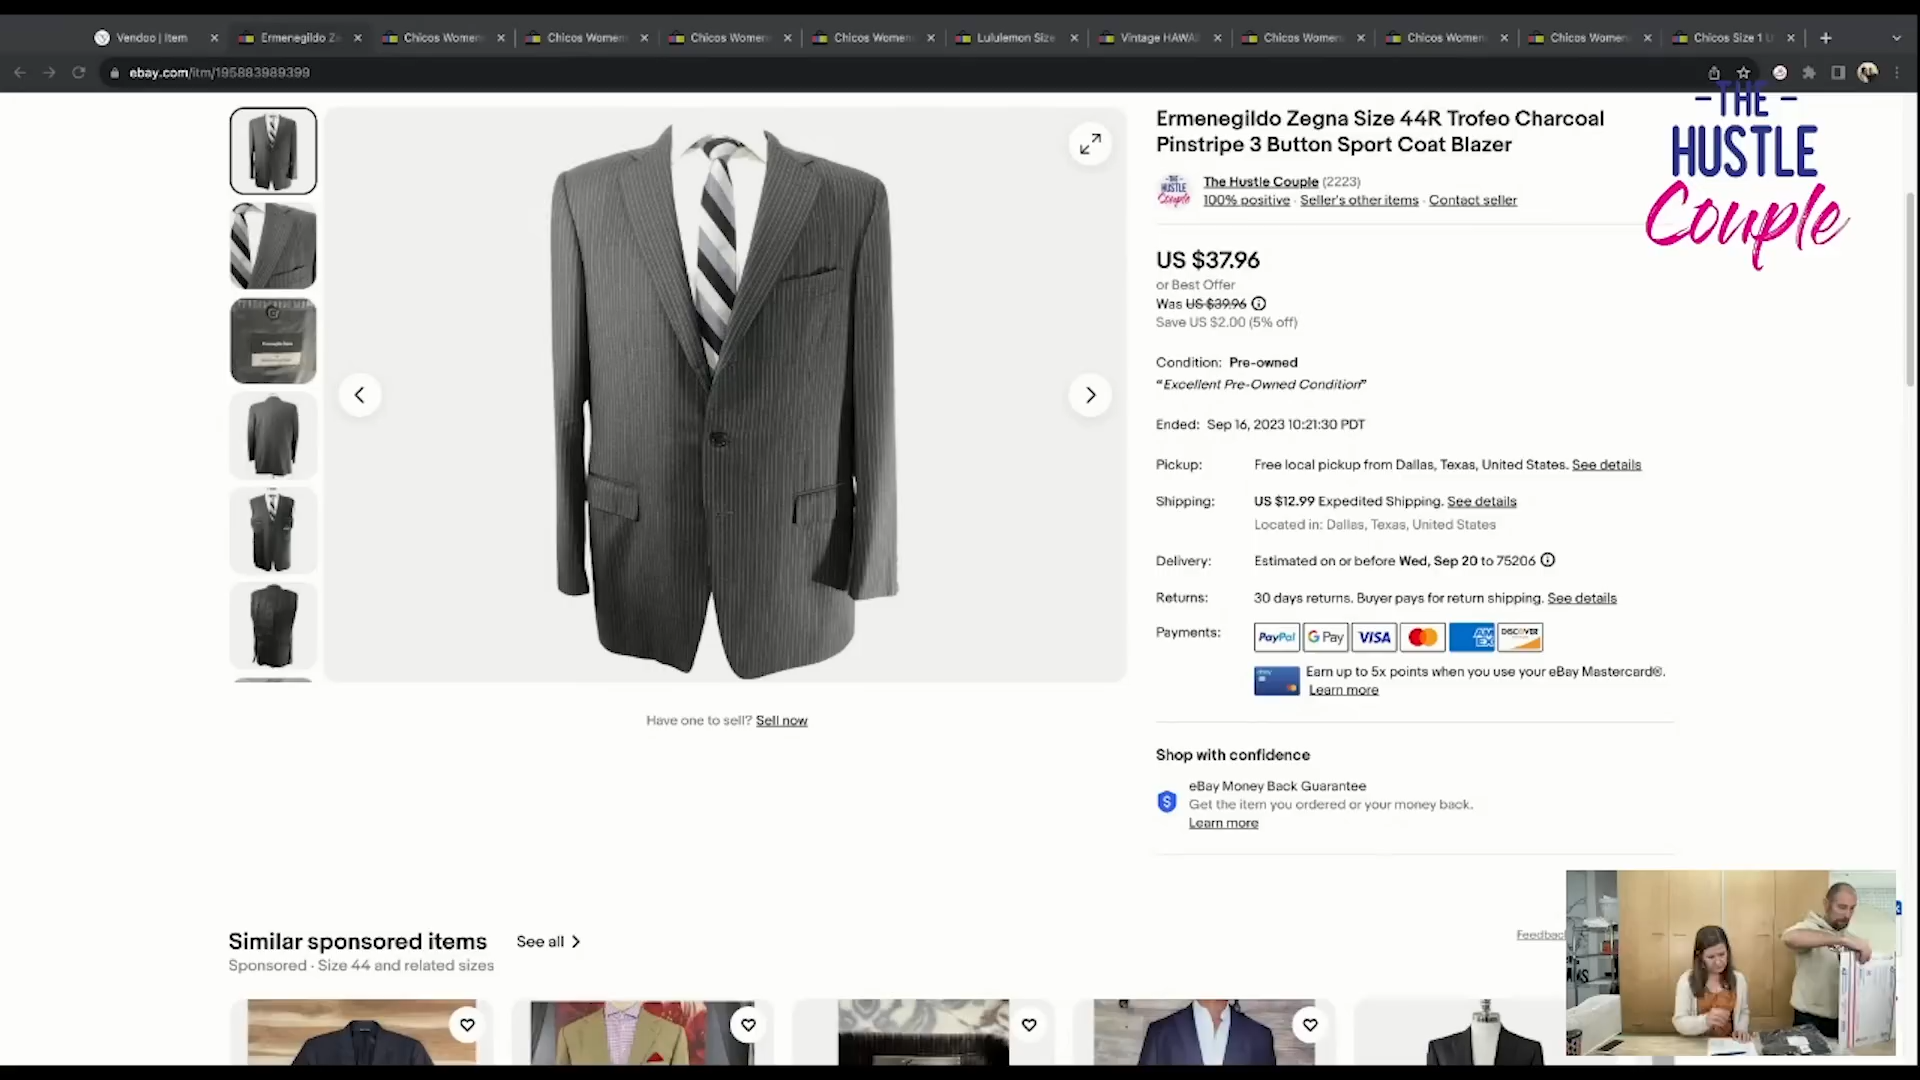 Vendoo | Item
Ermenegildo Ze
Chicos Women
Chicos Women
Chicos Women
Chicos Women
Lululemon Size
Vintage HAWAI
Chicos Women
Chicos Women
Chicos Women
Chicos Size 1 U
ebay.com/itm/195883989399
-THE-
HUSTLE
Couple
Ermenegildo Zegna Size 44R Trofeo Charcoal
Pinstripe 3 Button Sport Coat Blazer
The Hustle Couple (2223)
100% positive · Seller's other items · Contact seller
US $37.96
or Best Offer
Was US $39.96
Save US $2.00 (5% off)
Condition: Pre-owned
“Excellent Pre-Owned Condition”
Ended: Sep 16, 2023 10:21:30 PDT
Pickup: Free local pickup from Dallas, Texas, United States. See details
Shipping: US $12.99 Expedited Shipping. See details
Located in: Dallas, Texas, United States
Delivery: Estimated on or before Wed, Sep 20 to 75206
Returns: 30 days returns. Buyer pays for return shipping. See details
Payments: PayPal G Pay VISA AM EX DISCOVER
Earn up to 5x points when you use your eBay Mastercard®.
Learn more
Have one to sell? Sell now
Shop with confidence
eBay Money Back Guarantee
Get the item you ordered or your money back.
Learn more
Similar sponsored items See all
Sponsored · Size 44 and related sizes
Feedback